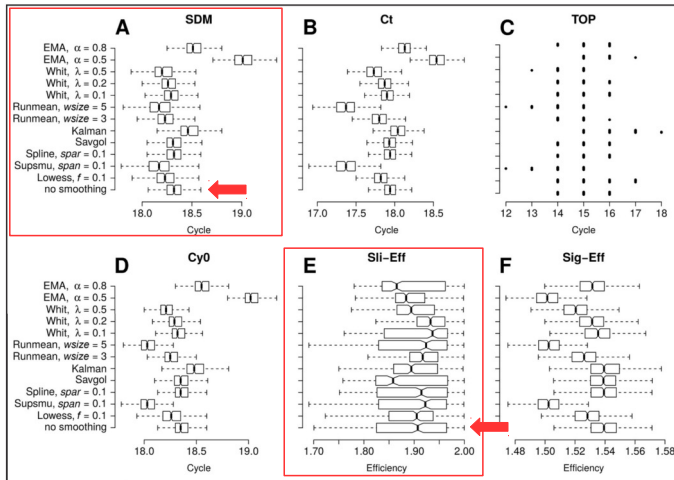 A SDM
EMA, α = 0.8
EMA, α = 0.5
Whit, λ = 0.5
Whit, λ = 0.2
Whit, λ = 0.1
Runmean, wsize = 5
Runmean, wsize = 3
Kalman
Savgol
Spline, spar = 0.1
Supsmu, span = 0.1
Lowess, f = 0.1
no smoothing
18.0 18.5 19.0
Cycle
B Ct
17.0 17.5 18.0 18.5
Cycle
C TOP
12 13 14 15 16 17 18
Cycle
D Cy0
EMA, α = 0.8
EMA, α = 0.5
Whit, λ = 0.5
Whit, λ = 0.2
Whit, λ = 0.1
Runmean, wsize = 5
Runmean, wsize = 3
Kalman
Savgol
Spline, spar = 0.1
Supsmu, span = 0.1
Lowess, f = 0.1
no smoothing
18.0 18.5 19.0
Cycle
E Sli-Eff
1.70 1.80 1.90 2.00
Efficiency
F Sig-Eff
1.48 1.50 1.52 1.54 1.56 1.58
Efficiency